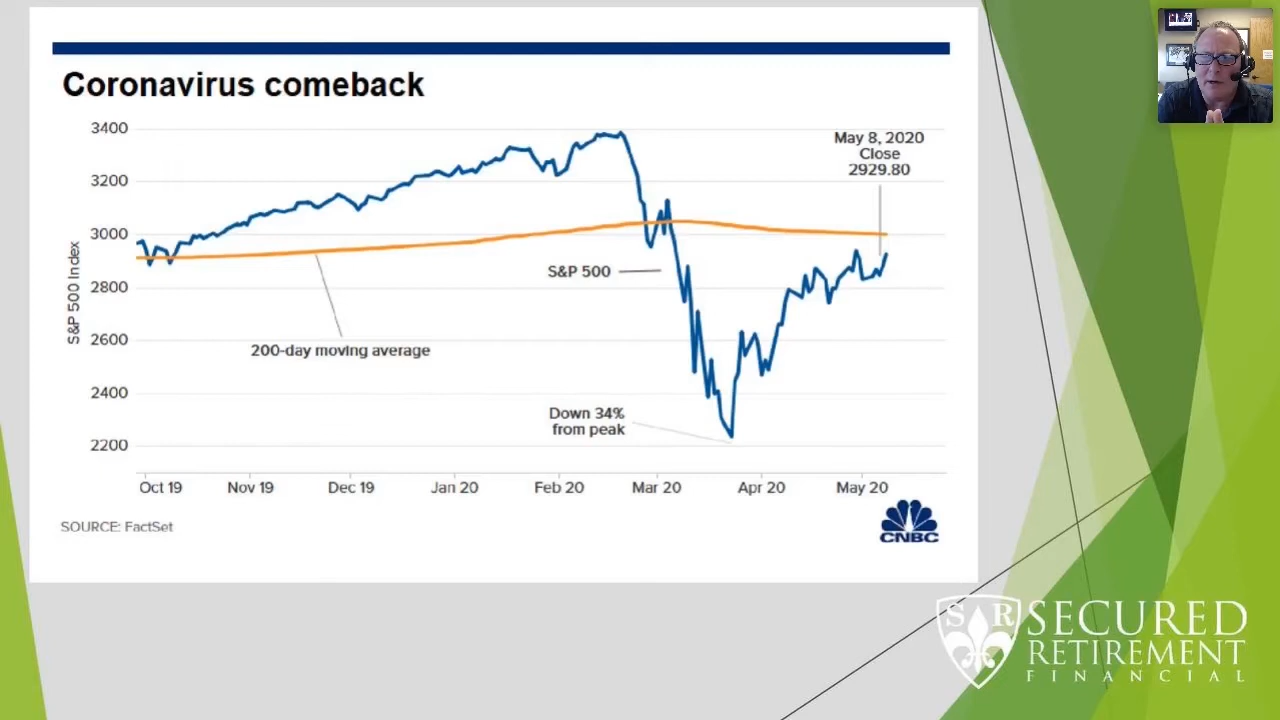 Coronavirus comeback
3400
3200
3000
2800
2600
2400
2200
S&P 500 Index
May 8, 2020
Close
2929.80
S&P 500
200-day moving average
Down 34%
from peak
Oct 19
Nov 19
Dec 19
Jan 20
Feb 20
Mar 20
Apr 20
May 20
SOURCE: FactSet
CNBC
S R
SECURED
RETIREMENT
FINANCIAL